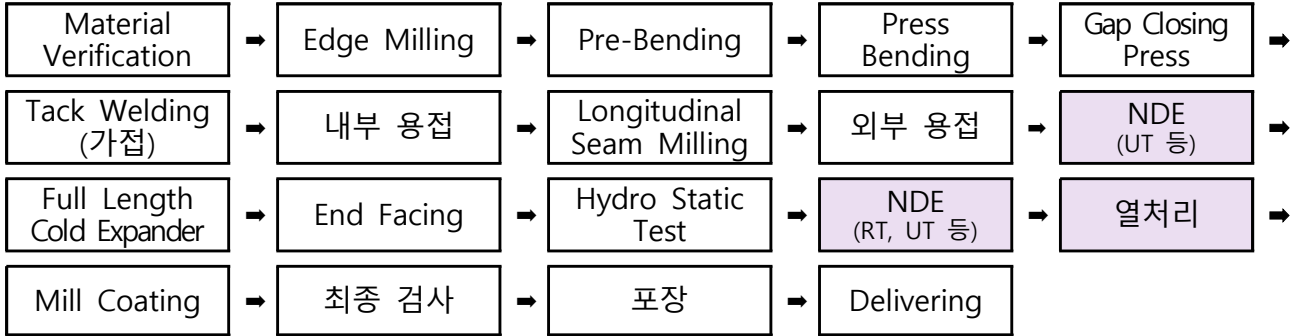 Material
Verification
➡
Edge Milling
➡
Pre-Bending
➡
Press
Bending
➡
Gap Closing
Press
➡
Tack Welding
(가접)
➡
내부 용접
➡
Longitudinal
Seam Milling
➡
외부 용접
➡
NDE
(UT 등)
➡
Full Length
Cold Expander
➡
End Facing
➡
Hydro Static
Test
➡
NDE
(RT, UT 등)
➡
열처리
➡
Mill Coating
➡
최종 검사
➡
포장
➡
Delivering